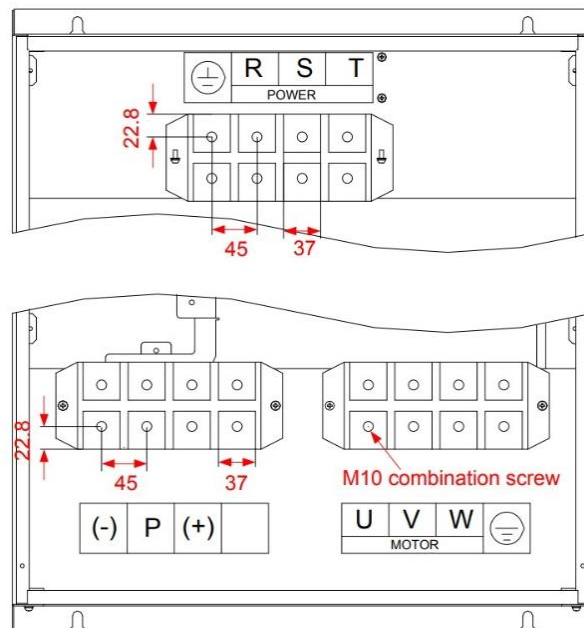 R S T
POWER
22.8
45
37
22.8
45
37
M10 combination screw
(-) P (+)
U V W
MOTOR